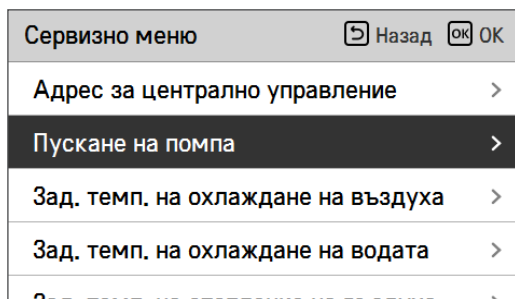 Сервизно меню Назад OK OK
Адрес за централно управление
Пускане на помпа
Зад. темп. на охлаждане на въздуха
Зад. темп. на охлаждане на водата